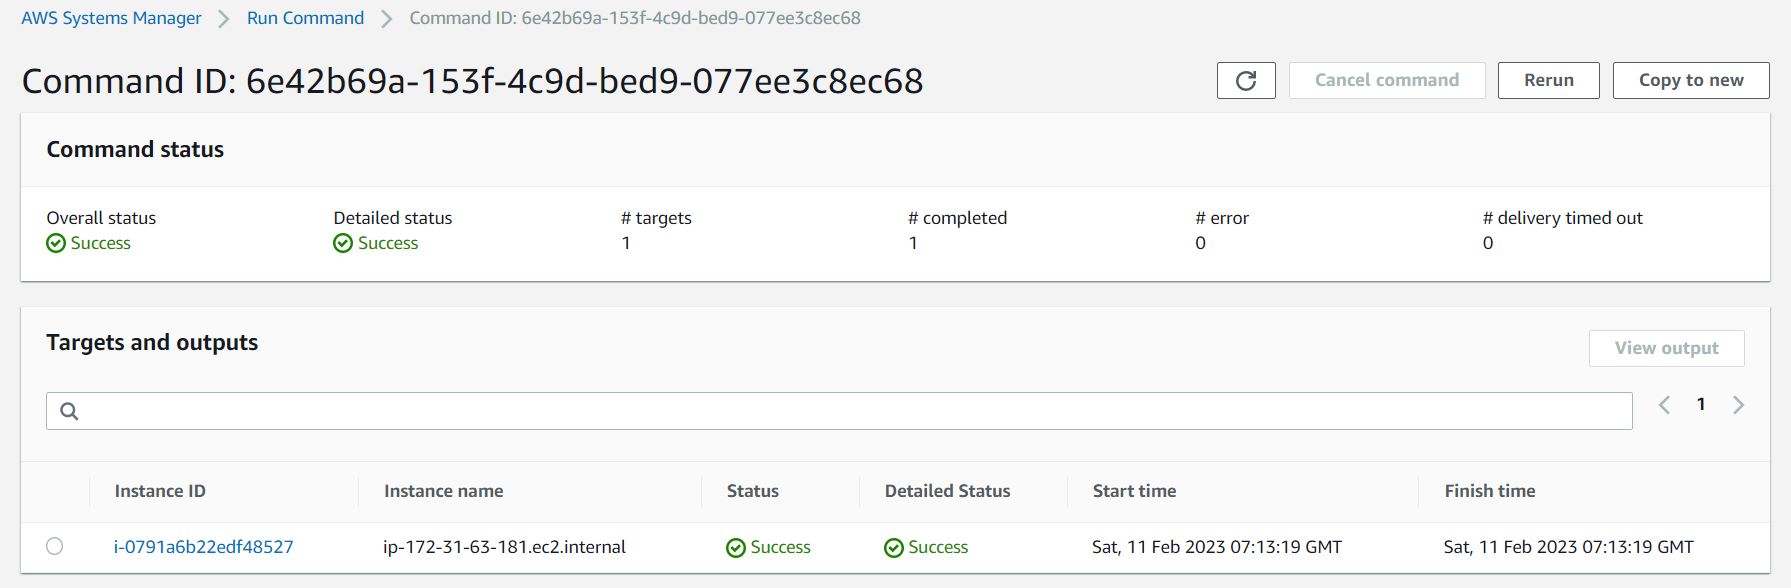 AWS Systems Manager > Run Command > Command ID: 6e42b69a-153f-4c9d-bed9-077ee3c8ec68
Command ID: 6e42b69a-153f-4c9d-bed9-077ee3c8ec68 Cancel command Rerun Copy to new
Command status
Overall status Detailed status # targets # completed # error # delivery timed out
Success Success 1 1 0 0
Targets and outputs View output
1
Instance ID Instance name Status Detailed Status Start time Finish time
i-0791a6b22edf48527 ip-172-31-63-181.ec2.internal Success Success Sat, 11 Feb 2023 07:13:19 GMT Sat, 11 Feb 2023 07:13:19 GMT